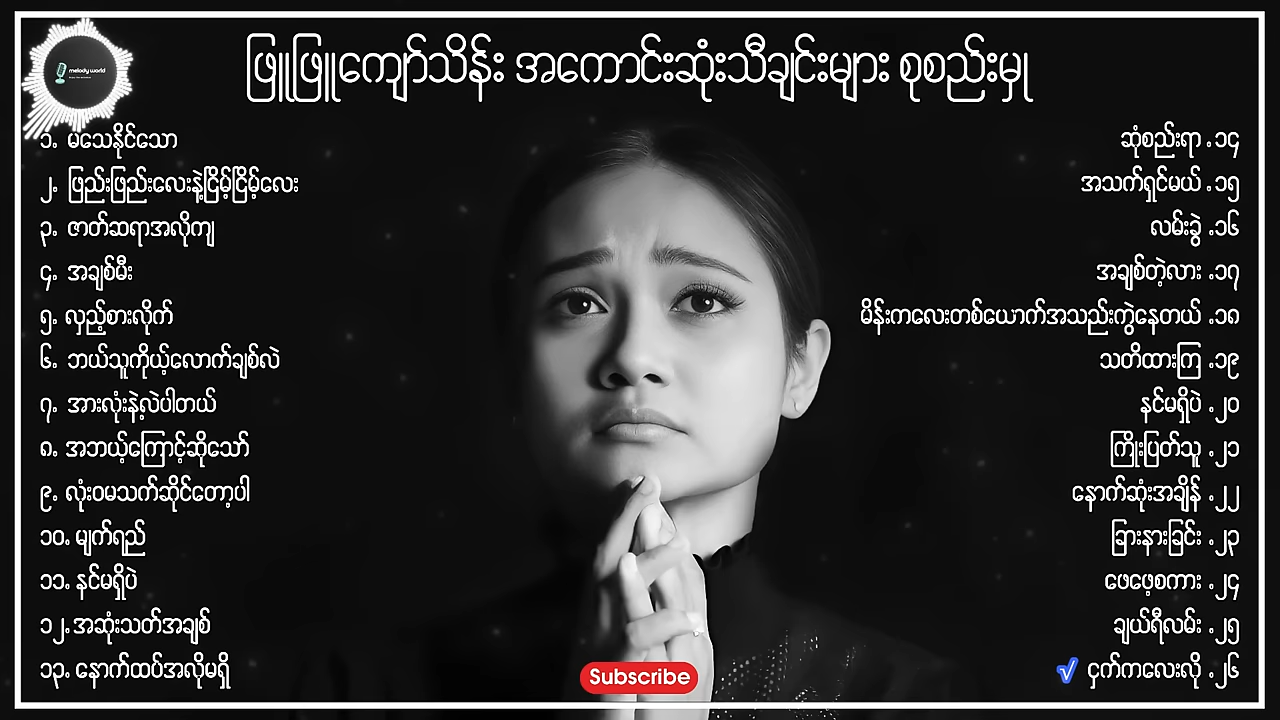 ဖြူဖြူကျော်သိန်း အကောင်းဆုံးသီချင်းများ စုစည်းမှု
melody world
၁. မသေနိုင်သော
၂. ဖြည်းဖြည်းလေးနဲ့ငြိမ့်ငြိမ့်လေး
၃. ဇာတ်ဆရာအလိုကျ
၄. အချစ်မီး
၅. လှည့်စားလိုက်
၆. ဘယ်သူကိုယ့်လောက်ချစ်လဲ
၇. အားလုံးနဲ့လဲပါတယ်
၈. အဘယ့်ကြောင့်ဆိုသော်
၉. လုံးဝမသက်ဆိုင်တော့ပါ
၁၀. မျက်ရည်
၁၁. နင်မရှိပဲ
၁၂. အဆုံးသတ်အချစ်
၁၃. နောက်ထပ်အလိုမရှိ
ဆုံစည်းရာ .၁၄
အသက်ရှင်မယ် .၁၅
လမ်းခွဲ .၁၆
အချစ်တဲ့လား .၁၇
မိန်းကလေးတစ်ယောက်အသည်းကွဲနေတယ် .၁၈
သတိထားကြ .၁၉
နင်မရှိပဲ .၂၀
ကြိုးပြတ်သူ .၂၁
နောက်ဆုံးအချိန် .၂၂
ခြားနားခြင်း .၂၃
ဖေဖေ့စကား .၂၄
ချယ်ရီလမ်း .၂၅
√ ငှက်ကလေးလို .၂၆
Subscribe